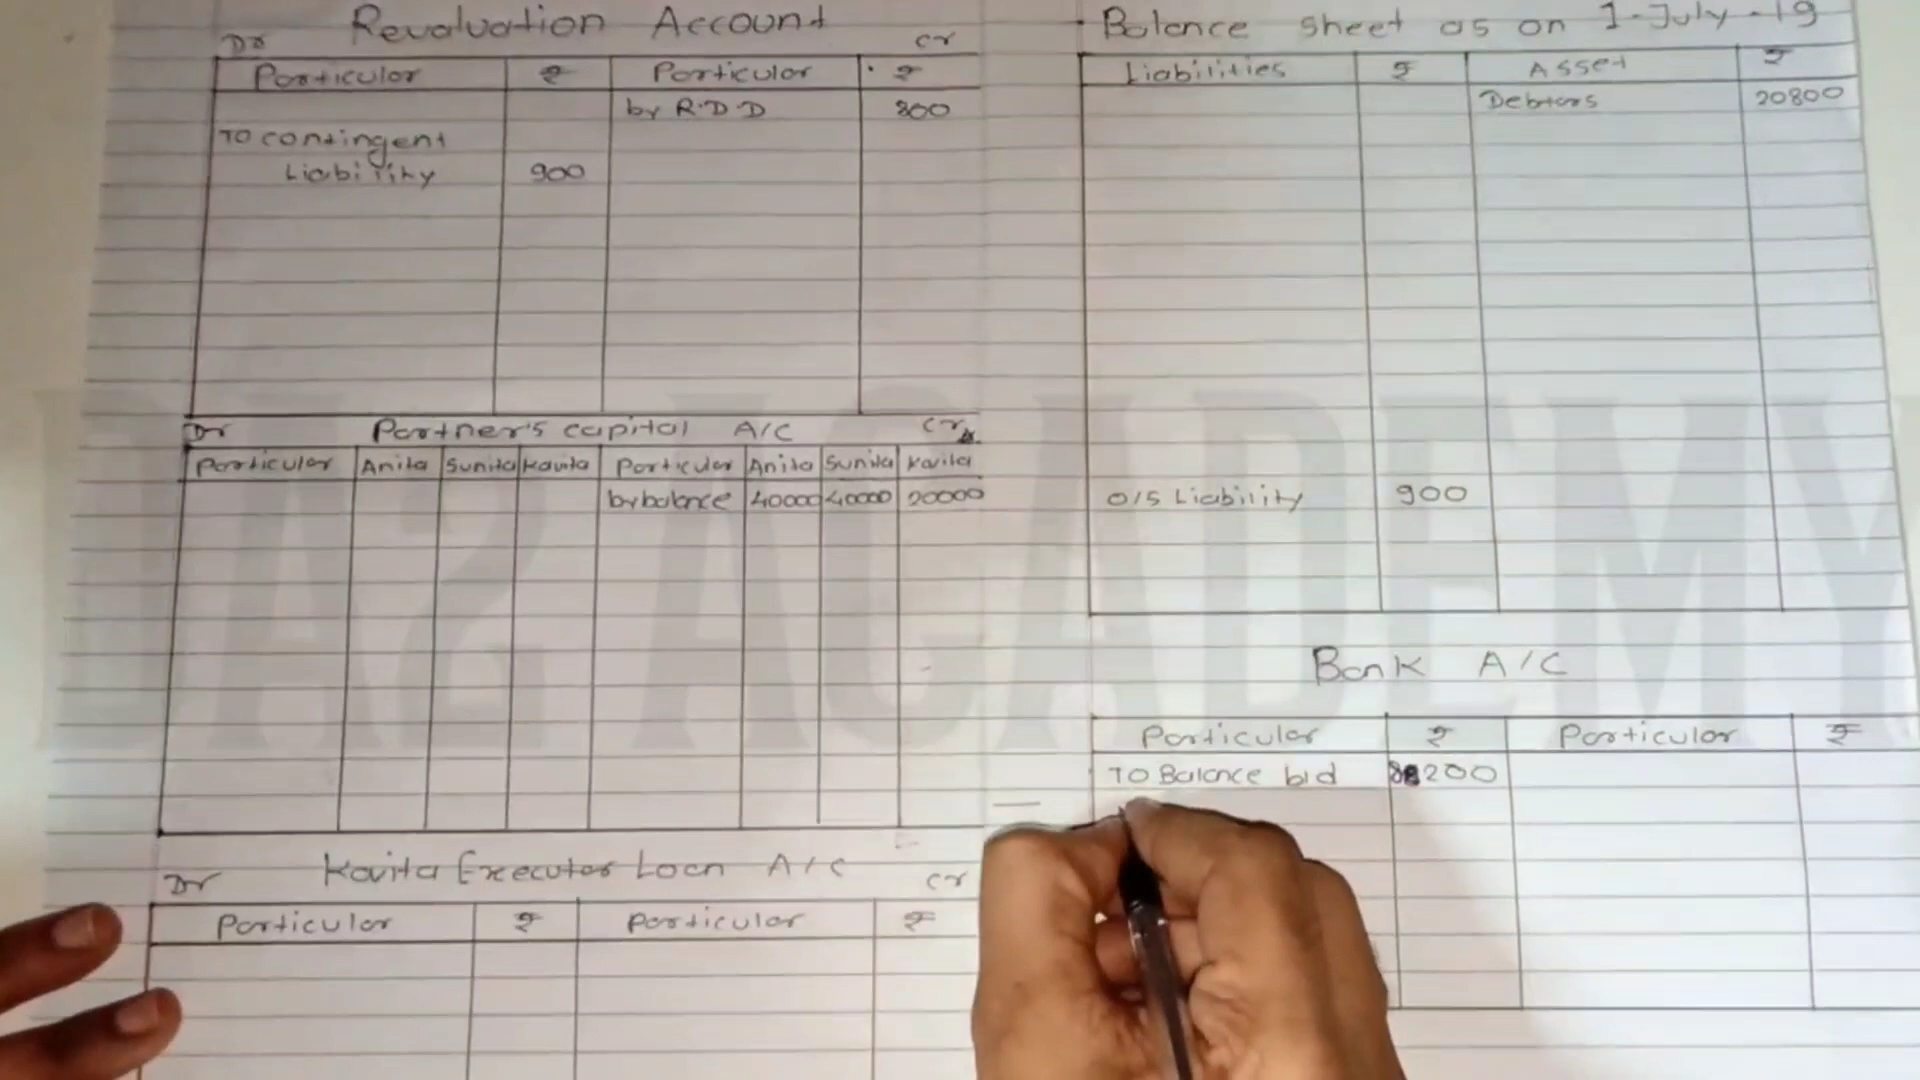 Revaluation Account
Dr Cr
Particular ₹ Particular ₹
by R.D.D 800
To contingent
Liability 900
Dr Partner's capital A/C Cr
Particular Anita Sunita Kavita Particular Anita Sunita Kavita
by balance 40000 40000 20000
Kavita Executor Loan A/C
Dr Cr
Particular ₹ Particular ₹
Balance sheet as on 1-July-19
Liabilities ₹ Asset ₹
Debtors 20800
O/S Liability 900
Bank A/C
Particular ₹ Particular ₹
TO Balance b/d
DAS ACADEMY